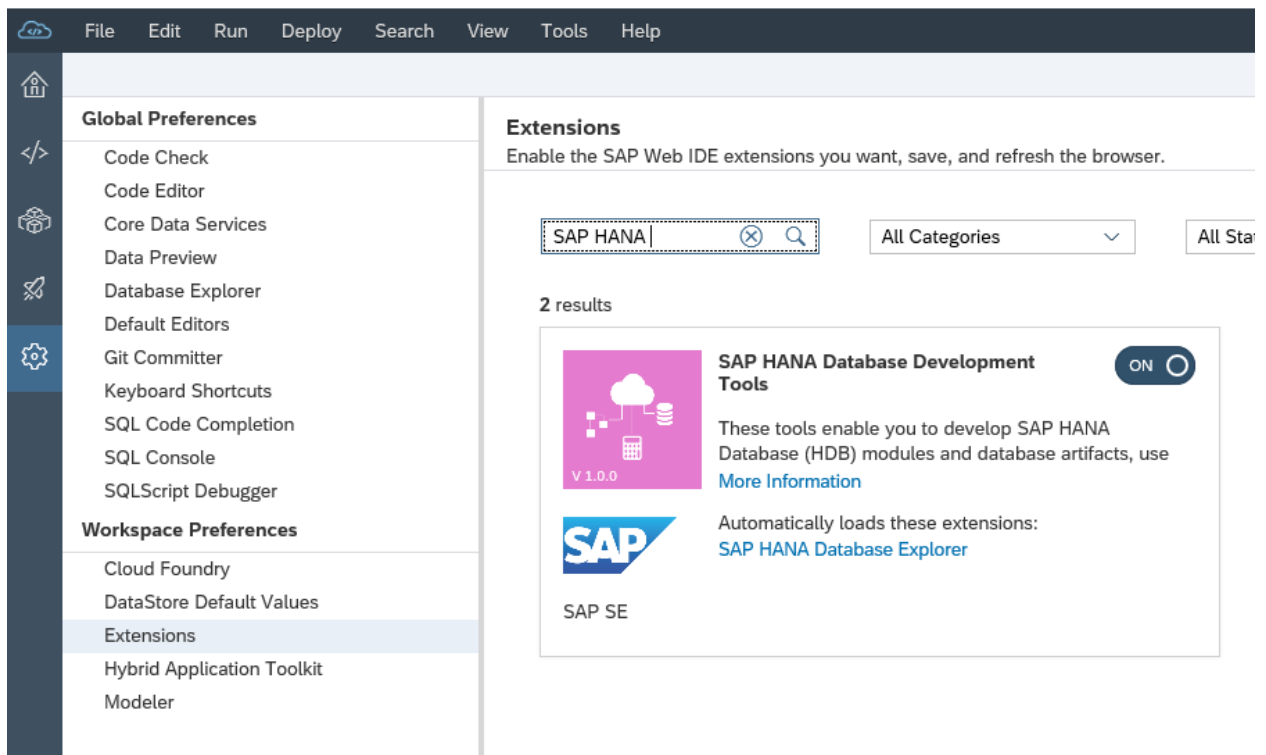 File Edit Run Deploy Search View Tools Help
Global Preferences
Code Check
Code Editor
Core Data Services
Data Preview
Database Explorer
Default Editors
Git Committer
Keyboard Shortcuts
SQL Code Completion
SQL Console
SQLScript Debugger
Workspace Preferences
Cloud Foundry
DataStore Default Values
Extensions
Hybrid Application Toolkit
Modeler
Extensions
Enable the SAP Web IDE extensions you want, save, and refresh the browser.
SAP HANA All Categories All Sta
2 results
SAP HANA Database Development
Tools
ON
These tools enable you to develop SAP HANA
Database (HDB) modules and database artifacts, use
More Information
V 1.0.0
SAP
Automatically loads these extensions:
SAP HANA Database Explorer
SAP SE